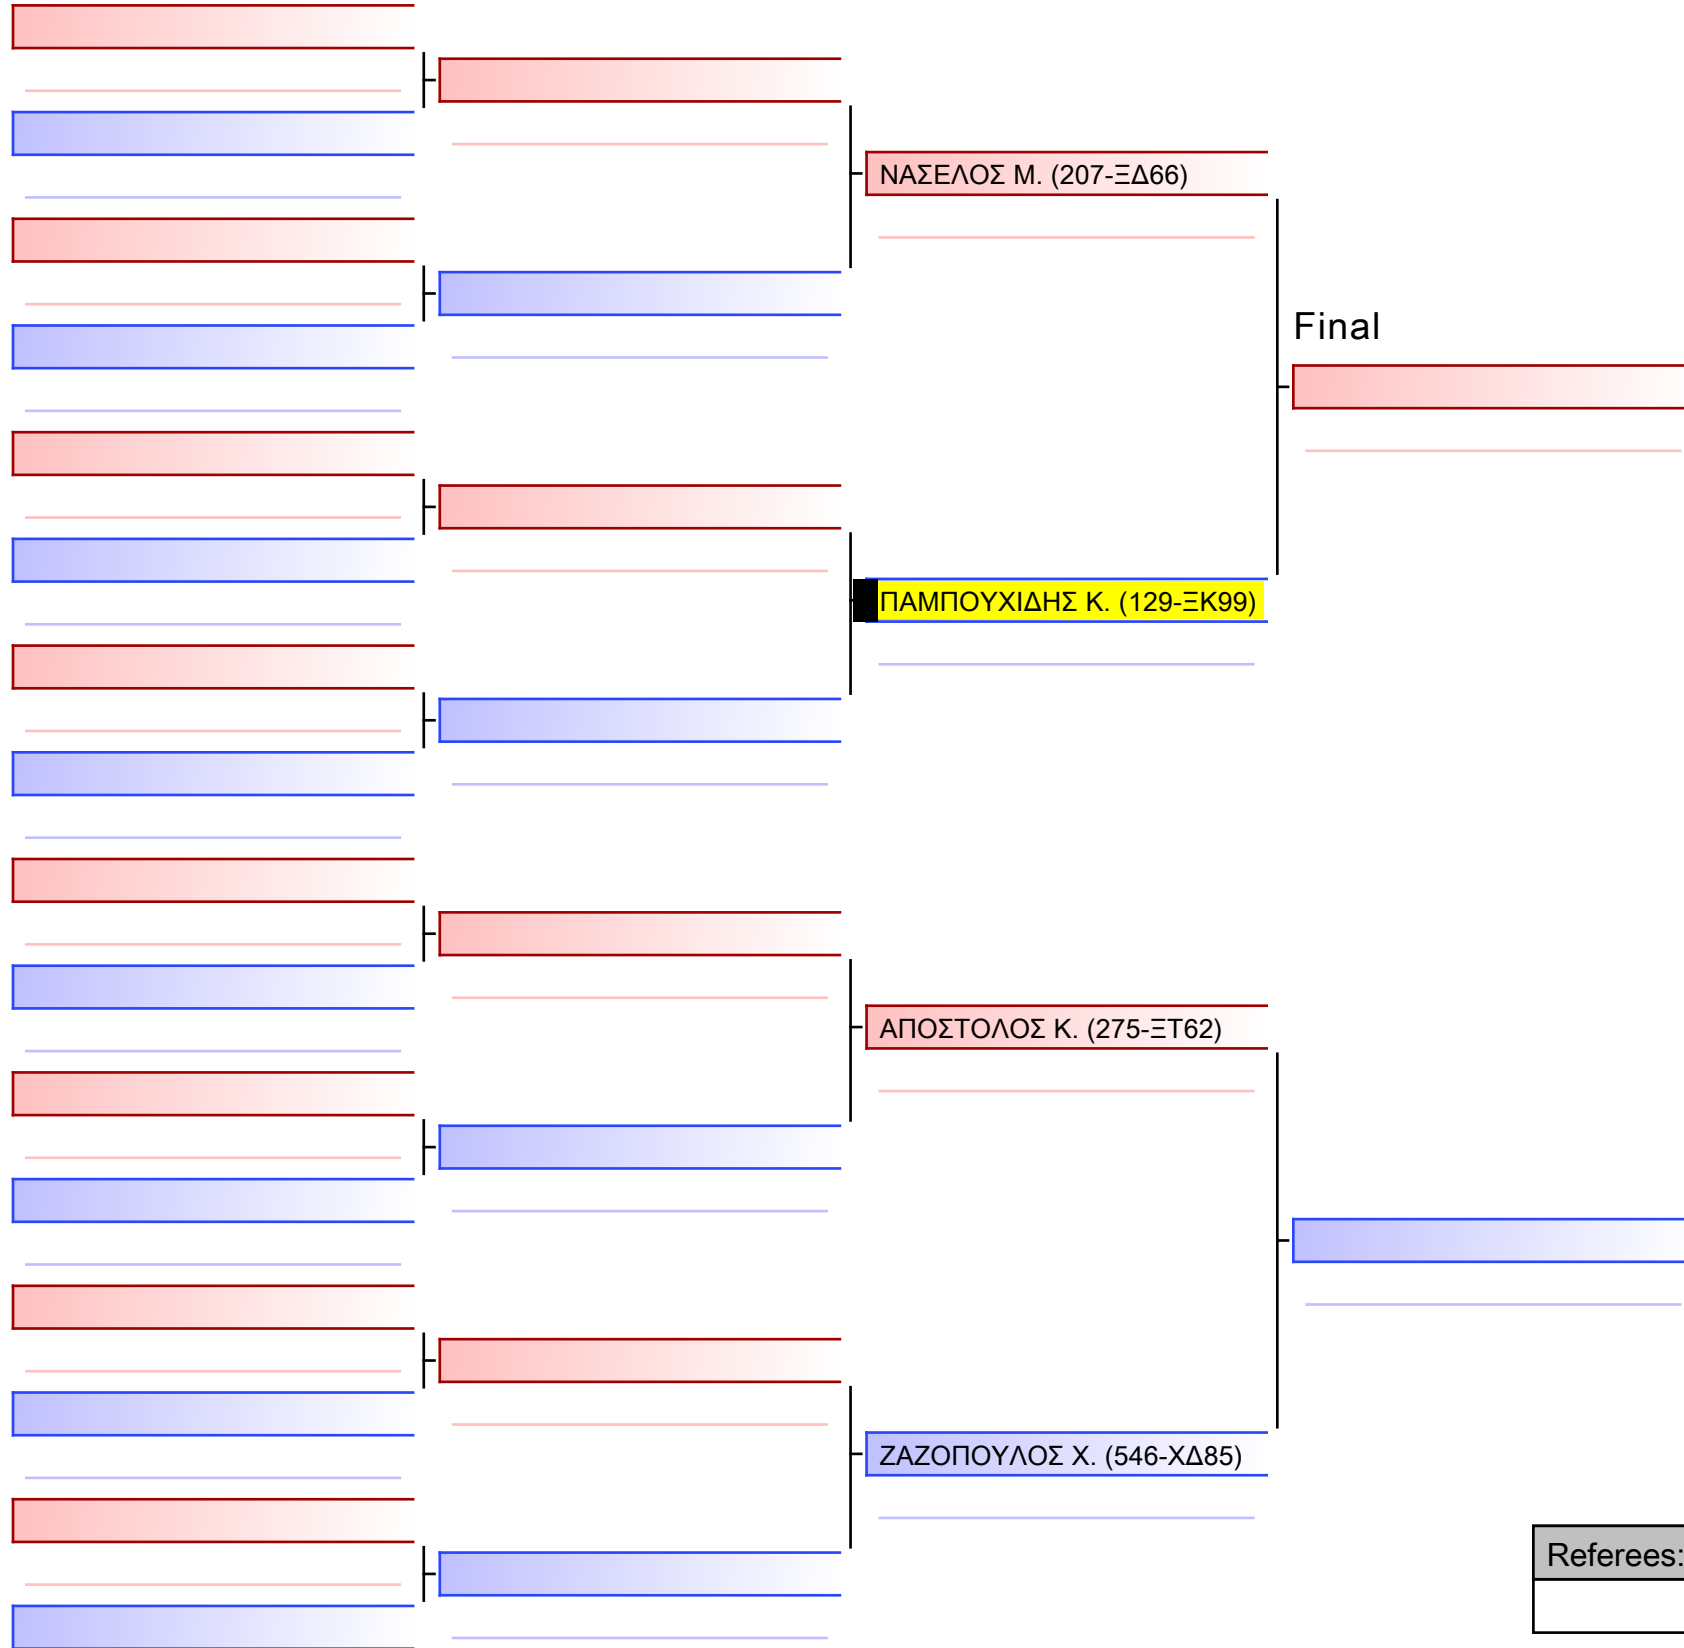 ΝΑΣΕΛΟΣ Μ. (207-ΞΔ66)
Final
ΠΑΜΠΟΥΧΙΔΗΣ Κ. (129-ΞΚ99)
ΑΠΟΣΤΟΛΟΣ Κ. (275-ΞΤ62)
ΖΑΖΟΠΟΥΛΟΣ Χ. (546-ΧΔ85)
Referees: